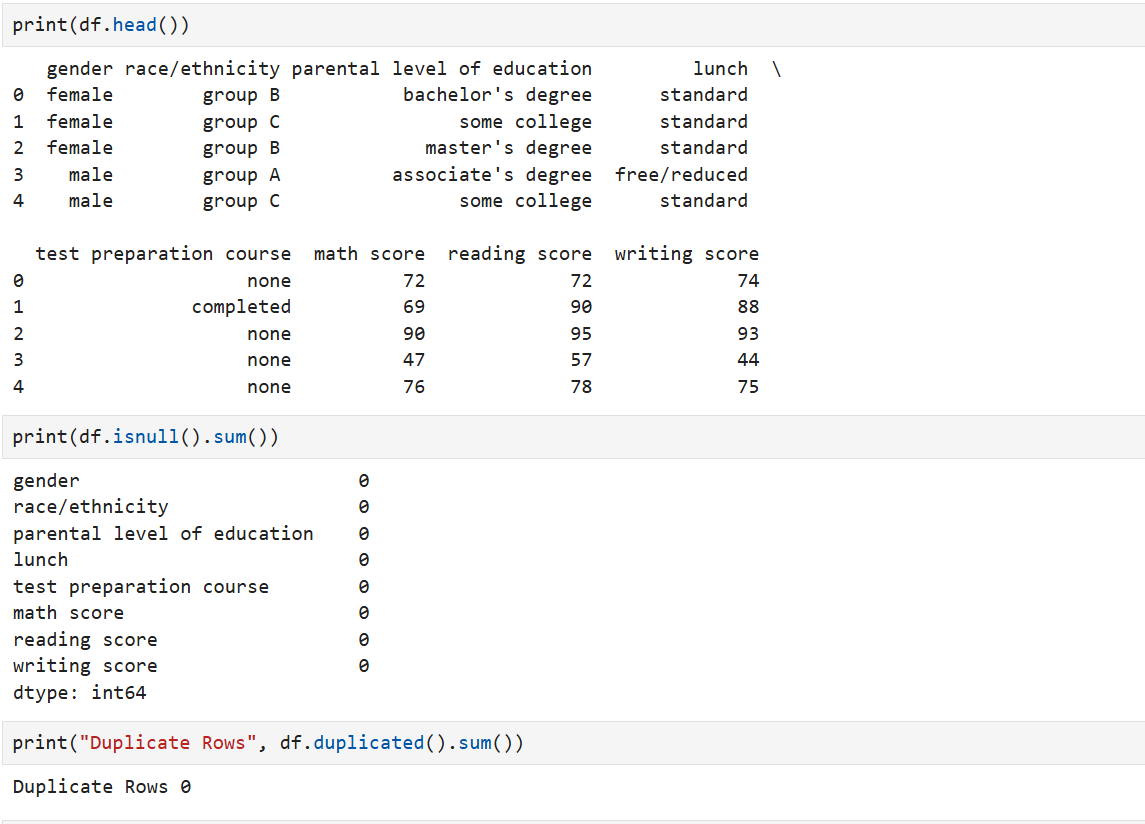 print(df.head())
gender race/ethnicity parental level of education lunch \
0 female group B bachelor's degree standard
1 female group C some college standard
2 female group B master's degree standard
3 male group A associate's degree free/reduced
4 male group C some college standard
test preparation course math score reading score writing score
0 none 72 72 74
1 completed 69 90 88
2 none 90 95 93
3 none 47 57 44
4 none 76 78 75
print(df.isnull().sum())
gender 0
race/ethnicity 0
parental level of education 0
lunch 0
test preparation course 0
math score 0
reading score 0
writing score 0
dtype: int64
print("Duplicate Rows", df.duplicated().sum())
Duplicate Rows 0